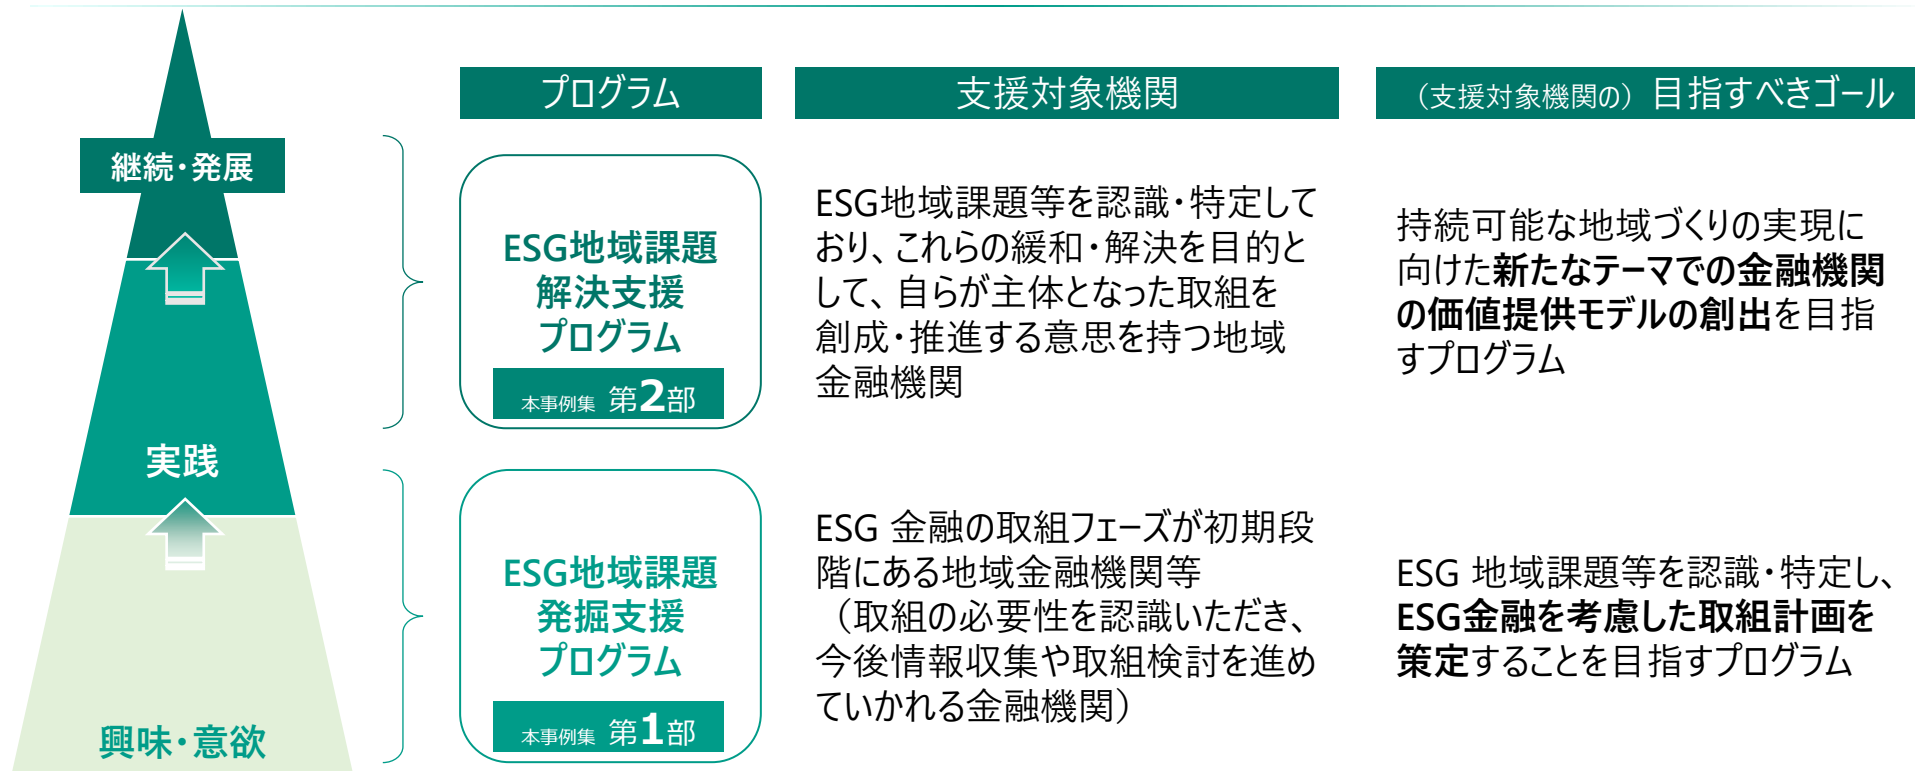 プログラム
支援対象機関
（支援対象機関の）目指すべきゴール
継続・発展
実践
興味・意欲
ESG地域課題
解決支援
プログラム
本事例集 第2部
ESG地域課題等を認識・特定して
おり、これらの緩和・解決を目的と
して、自らが主体となった取組を
創成・推進する意思を持つ地域
金融機関
持続可能な地域づくりの実現に
向けた新たなテーマでの金融機関
の価値提供モデルの創出を目指
すプログラム
ESG地域課題
発掘支援
プログラム
本事例集 第1部
ESG 金融の取組フェーズが初期段
階にある地域金融機関等
（取組の必要性を認識いただき、
今後情報収集や取組検討を進め
ていかれる金融機関）
ESG 地域課題等を認識・特定し、
ESG金融を考慮した取組計画を
策定することを目指すプログラム